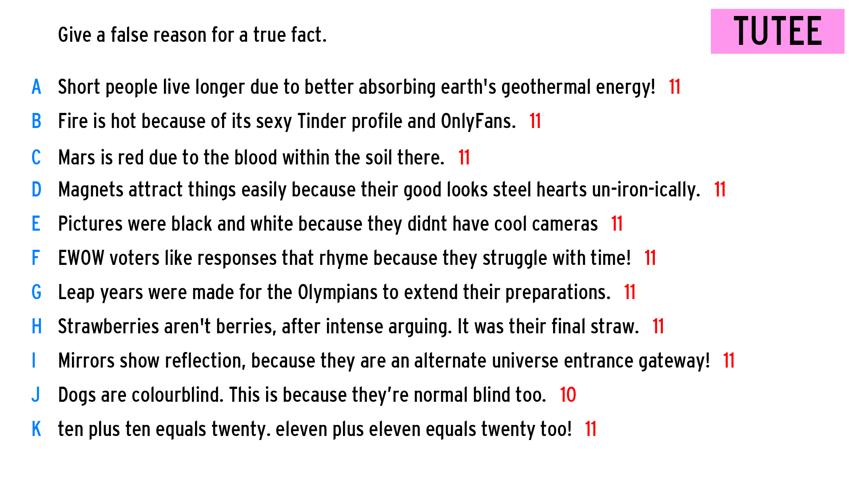 Give a false reason for a true fact.
TUTEE
A Short people live longer due to better absorbing earth's geothermal energy! 11
B Fire is hot because of its sexy Tinder profile and OnlyFans. 11
C Mars is red due to the blood within the soil there. 11
D Magnets attract things easily because their good looks steel hearts un-iron-ically. 11
E Pictures were black and white because they didnt have cool cameras 11
F EWOW voters like responses that rhyme because they struggle with time! 11
G Leap years were made for the Olympians to extend their preparations. 11
H Strawberries aren't berries, after intense arguing. It was their final straw. 11
I Mirrors show reflection, because they are an alternate universe entrance gateway! 11
J Dogs are colourblind. This is because they’re normal blind too. 10
K ten plus ten equals twenty. eleven plus eleven equals twenty too! 11